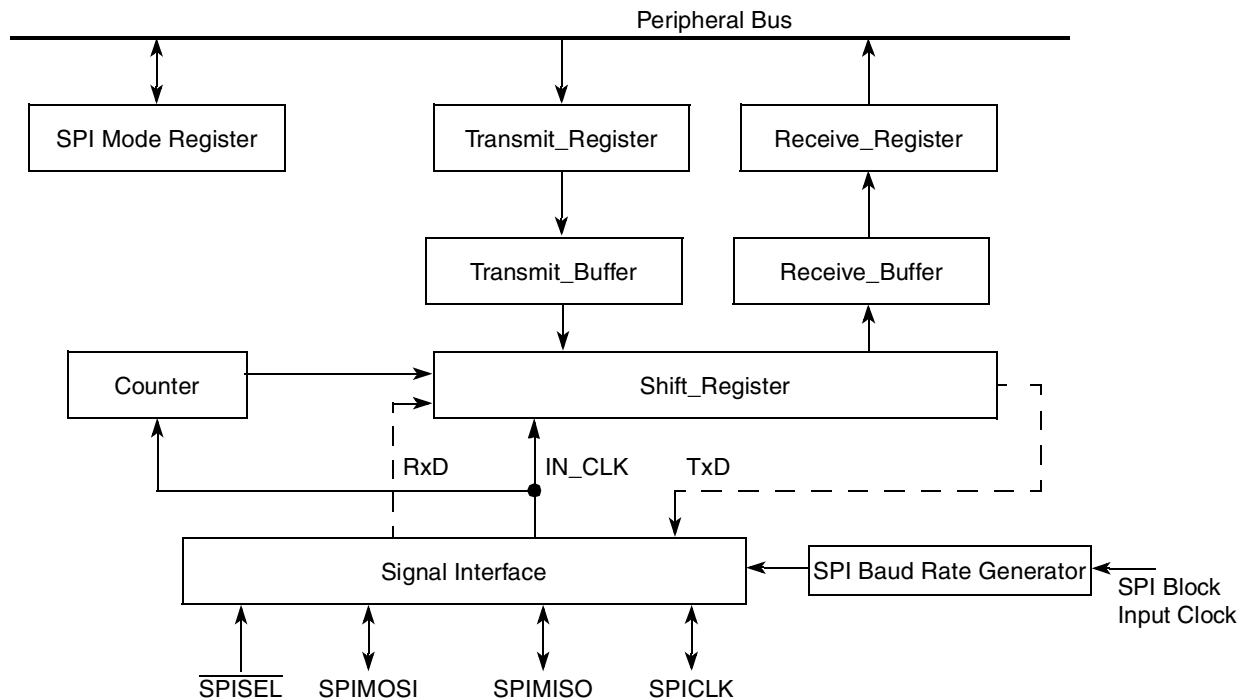 Peripheral Bus
SPI Mode Register
Transmit_Register
Receive_Register
Transmit_Buffer
Receive_Buffer
Counter
Shift_Register
RxD
IN_CLK
TxD
Signal Interface
SPI Baud Rate Generator
SPI Block
Input Clock
SPISEL
SPIMOSI
SPIMISO
SPICLK